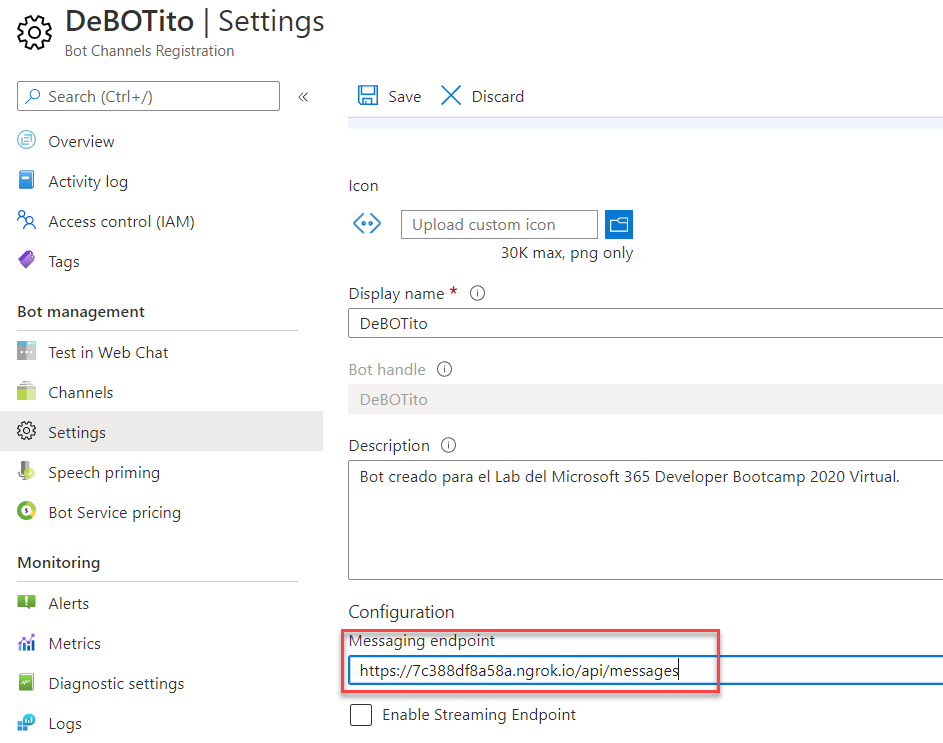 DeBOTito | Settings
Bot Channels Registration
Search (Ctrl+/)
«
Overview
Activity log
Access control (IAM)
Tags
Bot management
Test in Web Chat
Channels
Settings
Speech priming
Bot Service pricing
Monitoring
Alerts
Metrics
Diagnostic settings
Logs
Save Discard
Icon
Upload custom icon
30K max, png only
Display name *
DeBOTito
Bot handle
DeBOTito
Description
Bot creado para el Lab del Microsoft 365 Developer Bootcamp 2020 Virtual.
Configuration
Messaging endpoint
https://7c388df8a58a.ngrok.io/api/messages
Enable Streaming Endpoint